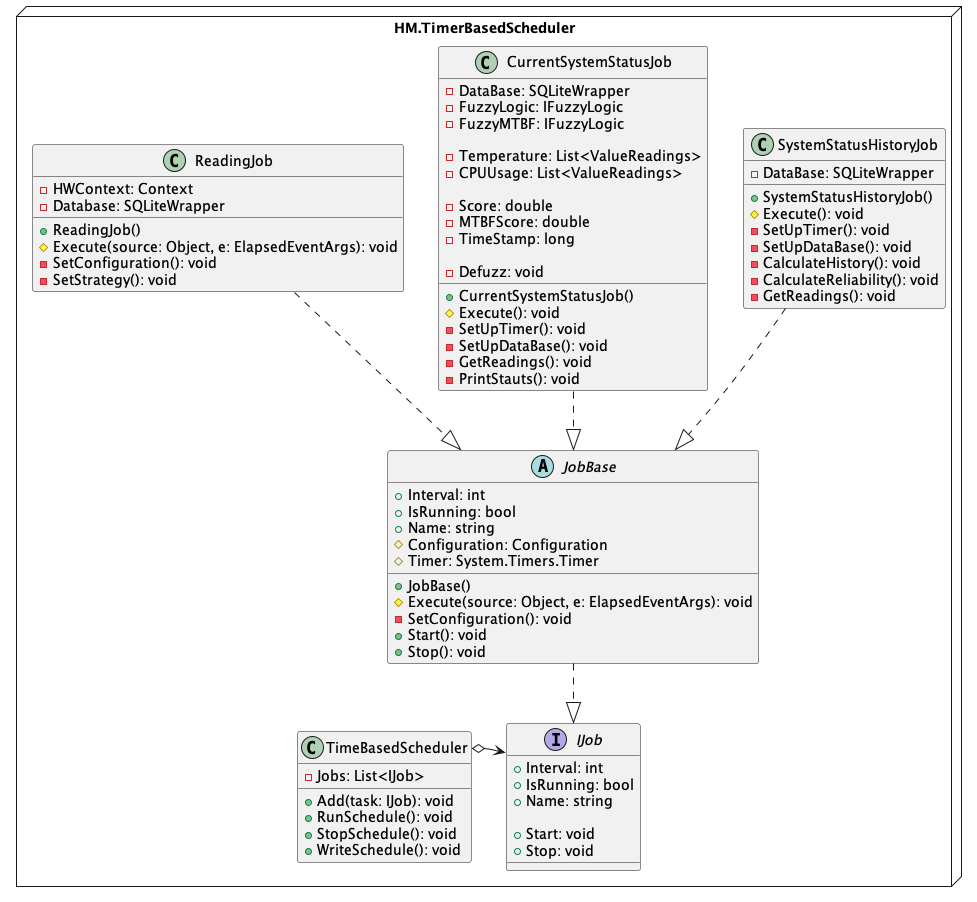 HM.TimerBasedScheduler
C CurrentSystemStatusJob
DataBase: SQLiteWrapper
FuzzyLogic: IFuzzyLogic
FuzzyMTBF: IFuzzyLogic
Temperature: List<ValueReadings>
CPUUsage: List<ValueReadings>
Score: double
MTBFScore: double
TimeStamp: long
Defuzz: void
CurrentSystemStatusJob()
Execute(): void
SetUpTimer(): void
SetUpDataBase(): void
GetReadings(): void
PrintStauts(): void
C ReadingJob
HWContext: Context
Database: SQLiteWrapper
ReadingJob()
Execute(source: Object, e: ElapsedEventArgs): void
SetConfiguration(): void
SetStrategy(): void
C SystemStatusHistoryJob
DataBase: SQLiteWrapper
SystemStatusHistoryJob()
Execute(): void
SetUpTimer(): void
SetUpDataBase(): void
CalculateHistory(): void
CalculateReliability(): void
GetReadings(): void
A JobBase
Interval: int
IsRunning: bool
Name: string
Configuration: Configuration
Timer: System.Timers.Timer
JobBase()
Execute(source: Object, e: ElapsedEventArgs): void
SetConfiguration(): void
Start(): void
Stop(): void
C TimeBasedScheduler
Jobs: List<IJob>
Add(task: IJob): void
RunSchedule(): void
StopSchedule(): void
WriteSchedule(): void
I IJob
Interval: int
IsRunning: bool
Name: string
Start: void
Stop: void